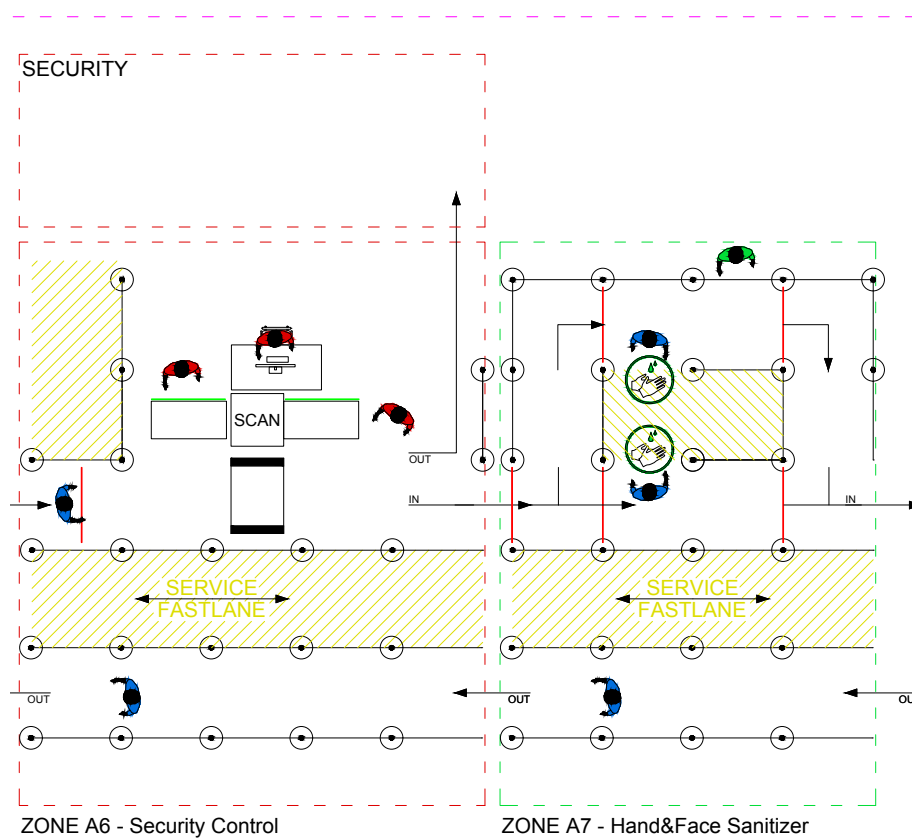 SECURITY
SCAN
OUT
IN
IN
SERVICE
FASTLANE
SERVICE
FASTLANE
OUT
OUT
OU
ZONE A6 - Security Control
ZONE A7 - Hand&Face Sanitizer